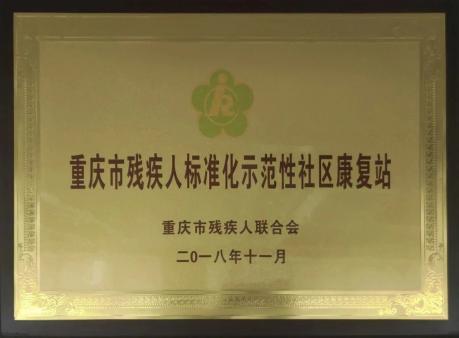 重庆市残疾人标准化示范性社区康复站
重庆市残疾人联合会
二0一八年十一月